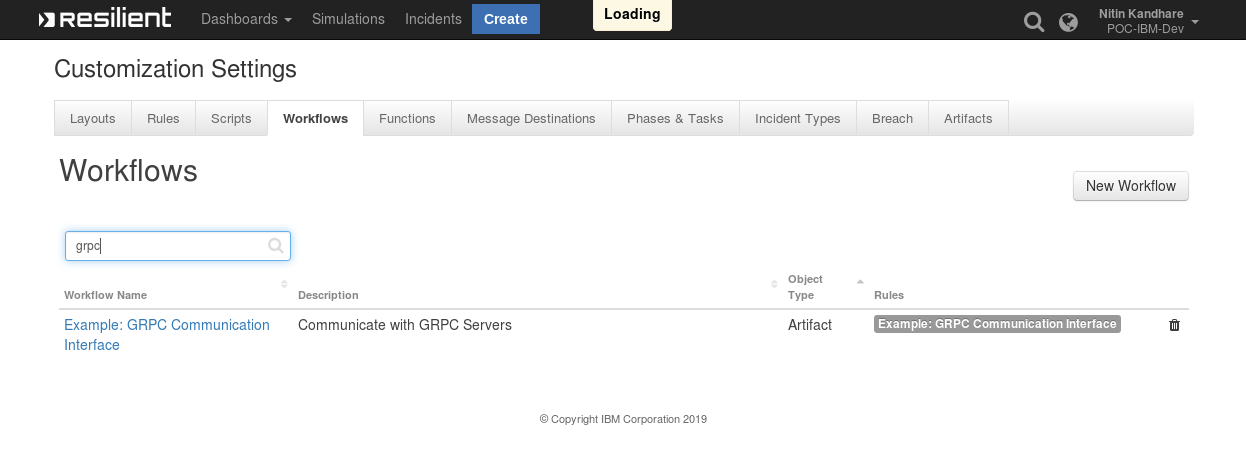 resilient Dashboards Simulations Incidents Create Loading Nitin Kandhare
POC-IBM-Dev
Customization Settings
Layouts Rules Scripts Workflows Functions Message Destinations Phases & Tasks Incident Types Breach Artifacts
Workflows
New Workflow
grpc
Workflow Name Description Object Type Rules
Example: GRPC Communication Interface Communicate with GRPC Servers Artifact Example: GRPC Communication Interface
© Copyright IBM Corporation 2019